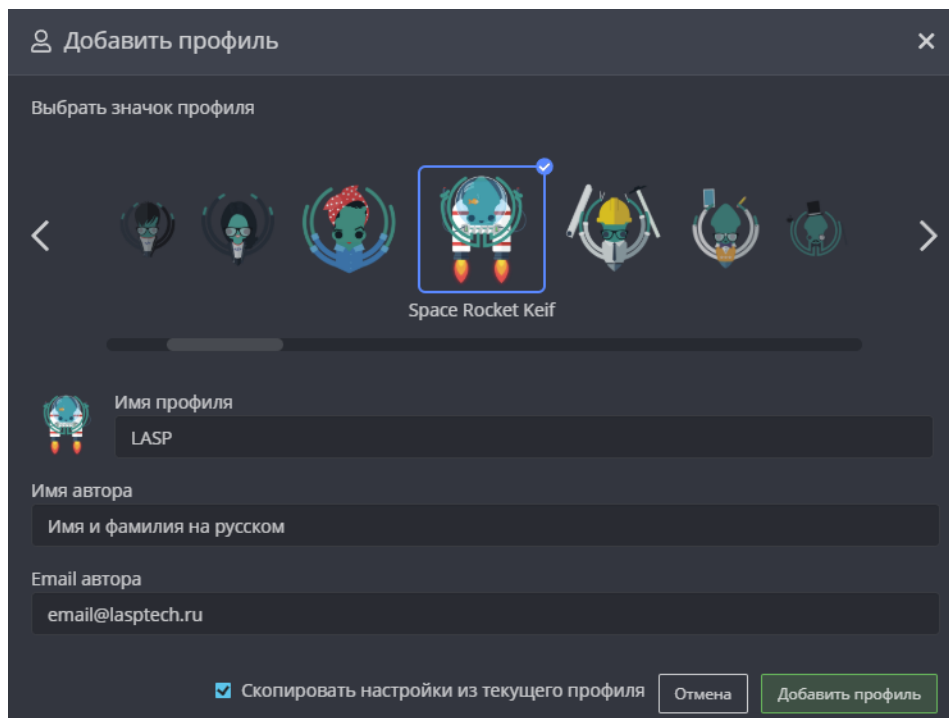 Добавить профиль
Выбрать значок профиля
Space Rocket Keif
Имя профиля
LASP
Имя автора
Имя и фамилия на русском
Email автора
email@lasptech.ru
Скопировать настройки из текущего профиля
Отмена
Добавить профиль